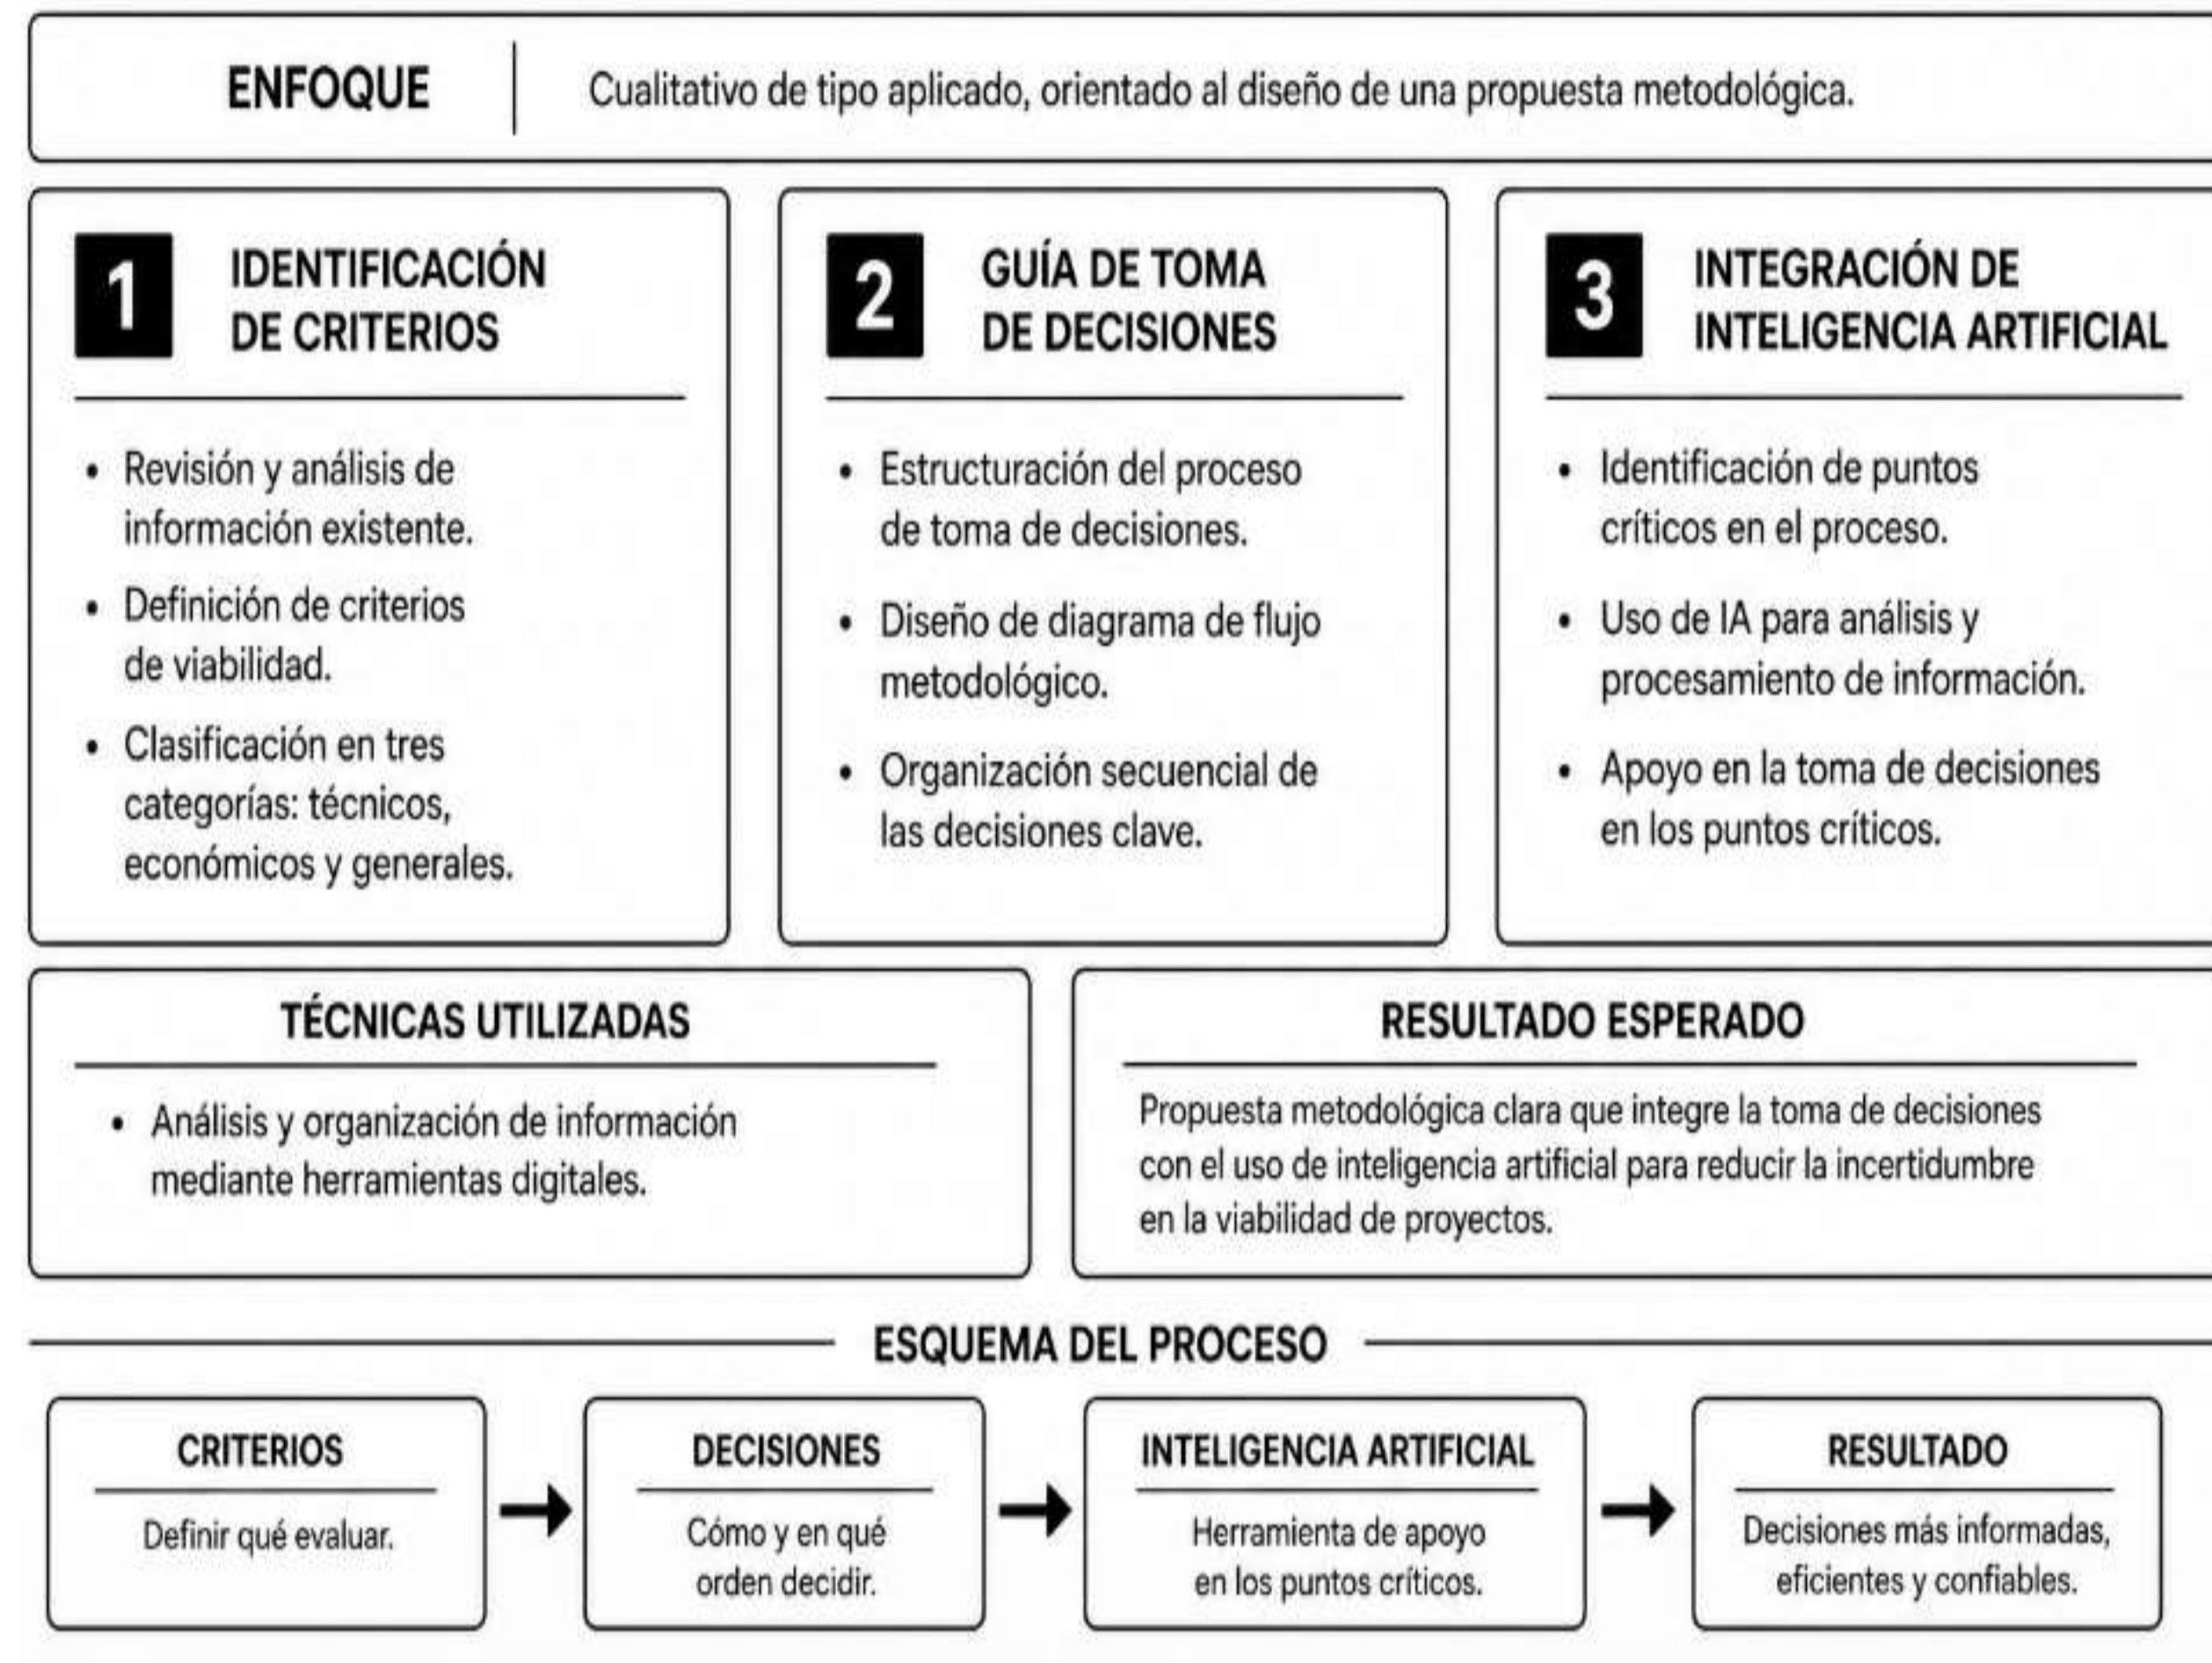 ENFOQUE
Cualitativo de tipo aplicado, orientado al diseño de una propuesta metodológica.
1
IDENTIFICACIÓN
DE CRITERIOS
• Revisión y análisis de
información existente.
• Definición de criterios
de viabilidad.
• Clasificación en tres
categorías: técnicos,
económicos y generales.
2
GUÍA DE TOMA
DE DECISIONES
• Estructuración del proceso
de toma de decisiones.
• Diseño de diagrama de flujo
metodológico.
• Organización secuencial de
las decisiones clave.
3
INTEGRACIÓN DE
INTELIGENCIA ARTIFICIAL
• Identificación de puntos
críticos en el proceso.
• Uso de IA para análisis y
procesamiento de información.
• Apoyo en la toma de decisiones
en los puntos críticos.
TÉCNICAS UTILIZADAS
• Análisis y organización de información
mediante herramientas digitales.
RESULTADO ESPERADO
Propuesta metodológica clara que integre la toma de decisiones
con el uso de inteligencia artificial para reducir la incertidumbre
en la viabilidad de proyectos.
ESQUEMA DEL PROCESO
CRITERIOS
Definir qué evaluar.
DECISIONES
Cómo y en qué
orden decidir.
INTELIGENCIA ARTIFICIAL
Herramienta de apoyo
en los puntos críticos.
RESULTADO
Decisiones más informadas,
eficientes y confiables.